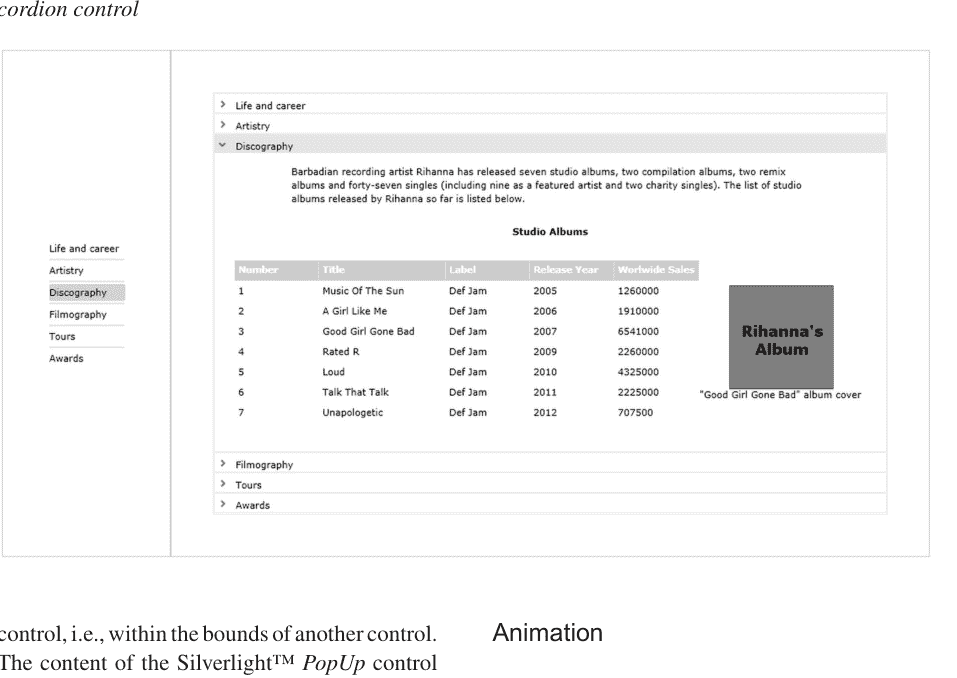 cordion control
Life and career
Artistry
Discography
Filmography
Tours
Awards
Life and career
Artistry
Discography
Barbadian recording artist Rihanna has released seven studio albums, two compilation albums, two remix
albums and forty-seven singles (including nine as a featured artist and two charity singles). The list of studio
albums released by Rihanna so far is listed below.
Studio Albums
Number Title Label Release Year Worlwide Sales
1 Music Of The Sun Def Jam 2005 1260000
2 A Girl Like Me Def Jam 2006 1910000
3 Good Girl Gone Bad Def Jam 2007 6541000
4 Rated R Def Jam 2009 2260000
5 Loud Def Jam 2010 4325000
6 Talk That Talk Def Jam 2011 2225000
7 Unapologetic Def Jam 2012 707500
Rihanna's
Album
"Good Girl Gone Bad" album cover
Filmography
Tours
Awards
control, i.e., within the bounds of another control.
The content of the Silverlight™ PopUp control
Animation